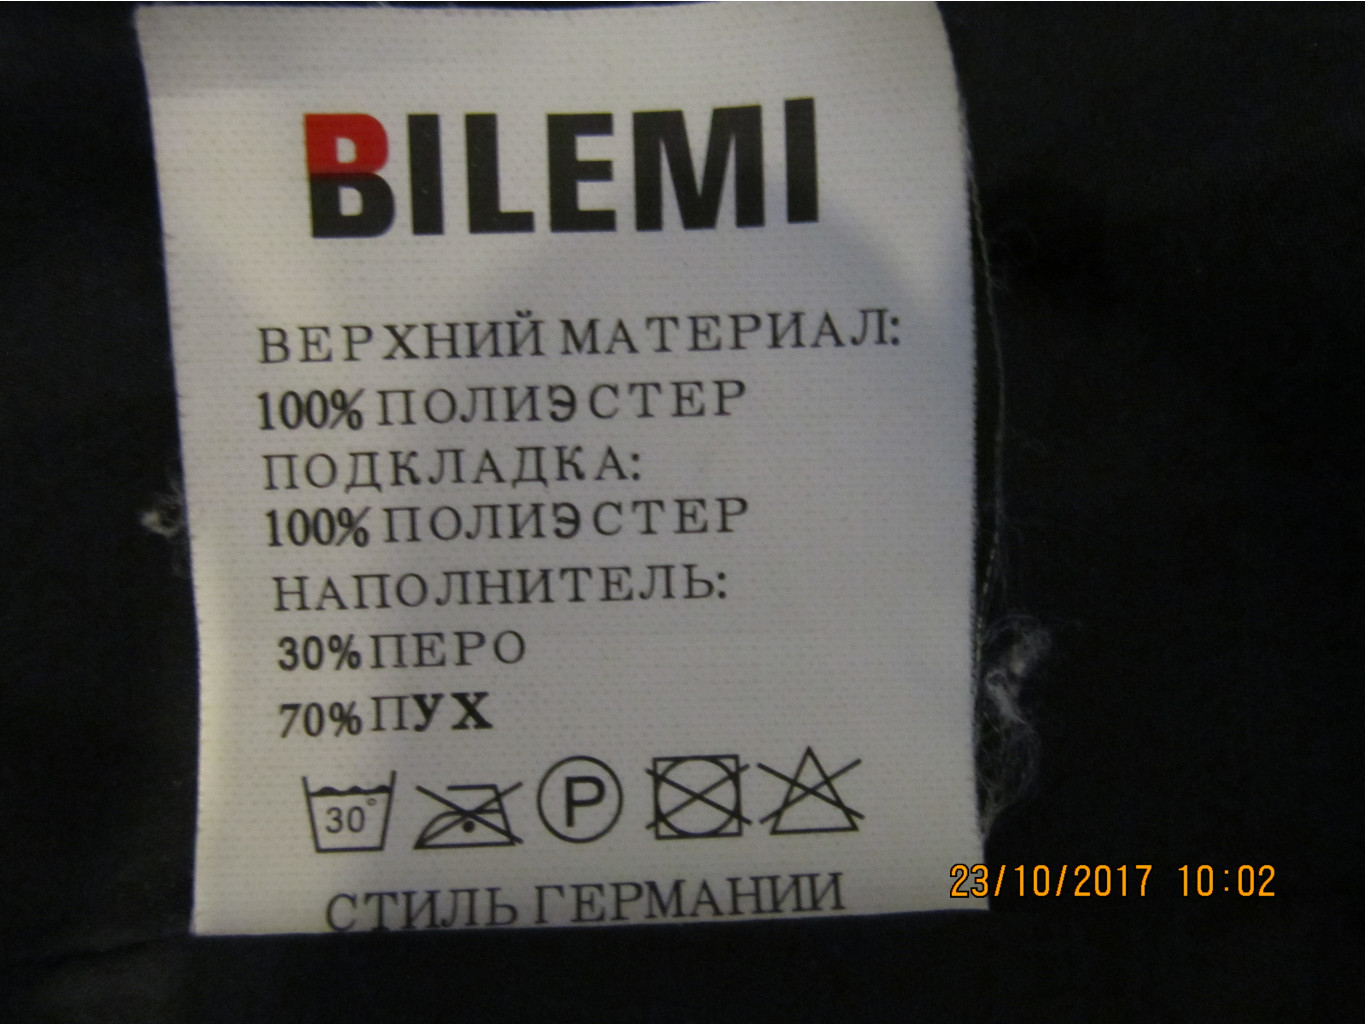 BILEMI
ВЕРХНИЙ МАТЕРИАЛ:
100% ПОЛИЭСТЕР
ПОДКЛАДКА:
100% ПОЛИЭСТЕР
НАПОЛНИТЕЛЬ:
30% ПЕРО
70% ПУХ
30° P
СТИЛЬ ГЕРМАНИИ
23/10/2017 10:02